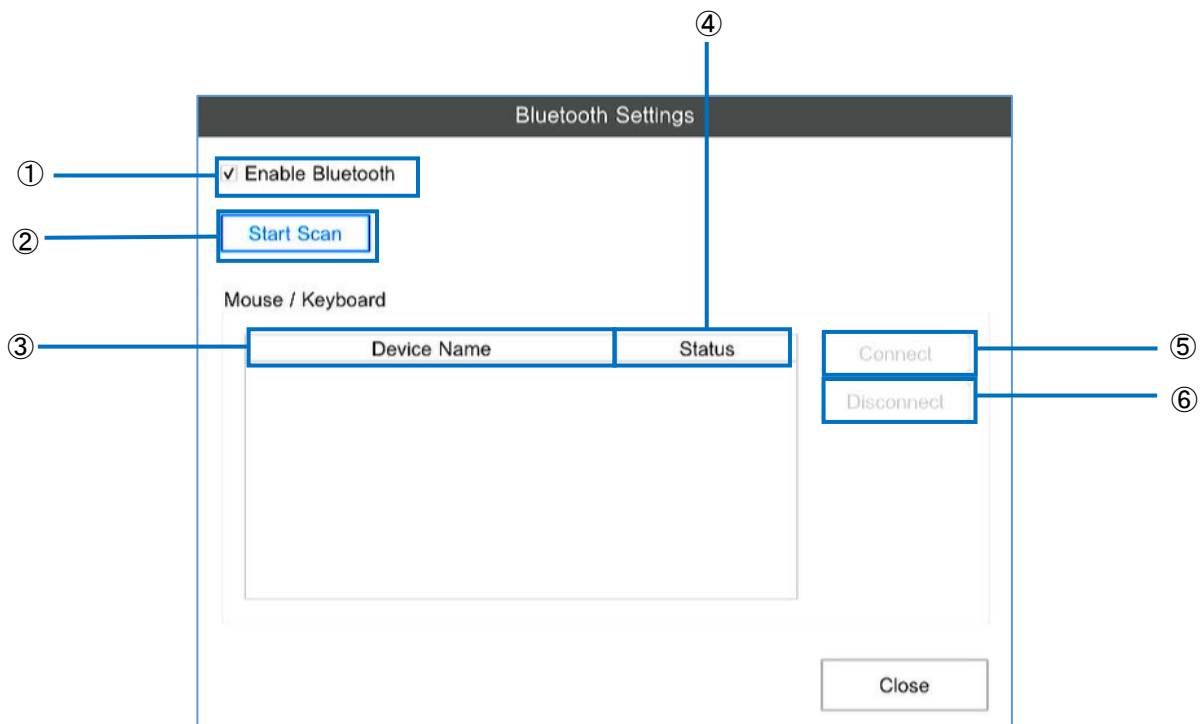 ④
Bluetooth Settings
① ✓ Enable Bluetooth
② Start Scan
Mouse / Keyboard
③ Device Name Status Connect ⑤
Disconnect ⑥
Close